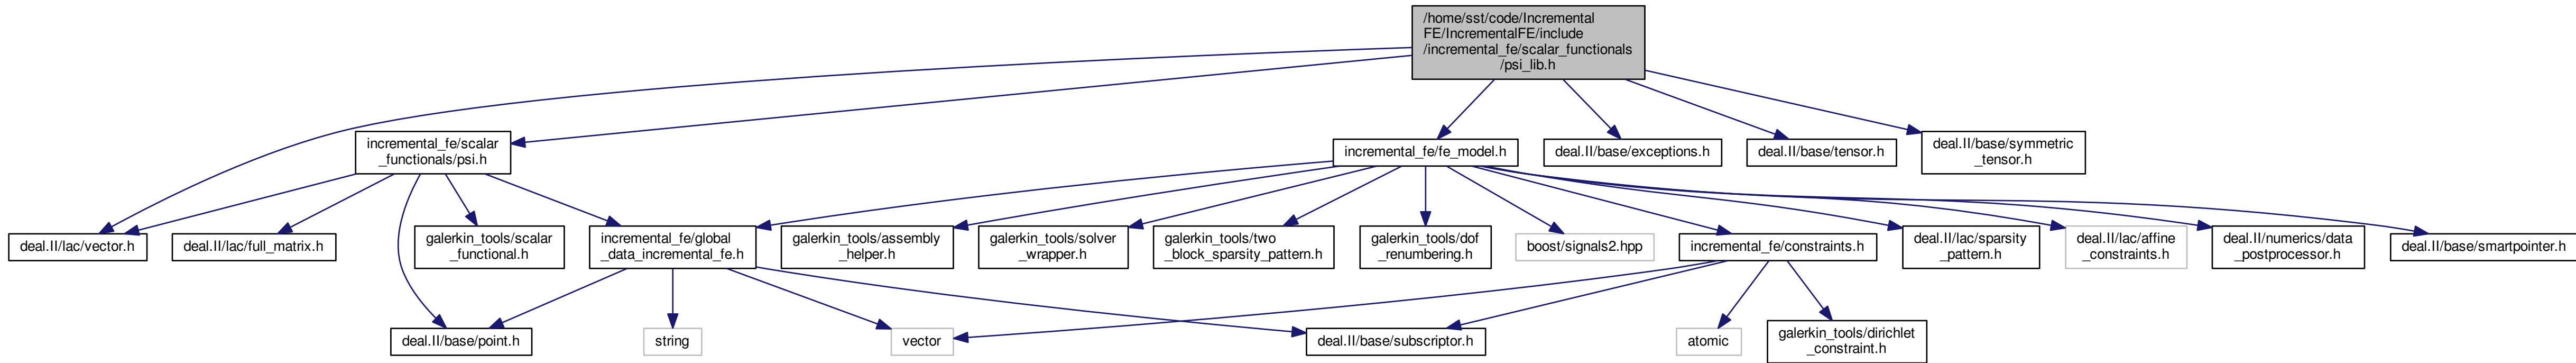 /home/sst/code/Incremental
FE/IncrementalFE/include
/incremental_fe/scalar_functionals
/psi_lib.h
incremental_fe/scalar
_functionals/psi.h
incremental_fe/fe_model.h
deal.II/base/exceptions.h
deal.II/base/tensor.h
deal.II/base/symmetric
_tensor.h
deal.II/lac/vector.h
deal.II/lac/full_matrix.h
galerkin_tools/scalar
_functional.h
incremental_fe/global
_data_incremental_fe.h
galerkin_tools/assembly
_helper.h
galerkin_tools/solver
_wrapper.h
galerkin_tools/two
_block_sparsity_pattern.h
galerkin_tools/dof
_renumbering.h
boost/signals2.hpp
incremental_fe/constraints.h
deal.II/lac/sparsity
_pattern.h
deal.II/lac/affine
_constraints.h
deal.II/numerics/data
_postprocessor.h
deal.II/base/smartpointer.h
deal.II/base/point.h
string
vector
deal.II/base/subscriptor.h
atomic
galerkin_tools/dirichlet
_constraint.h